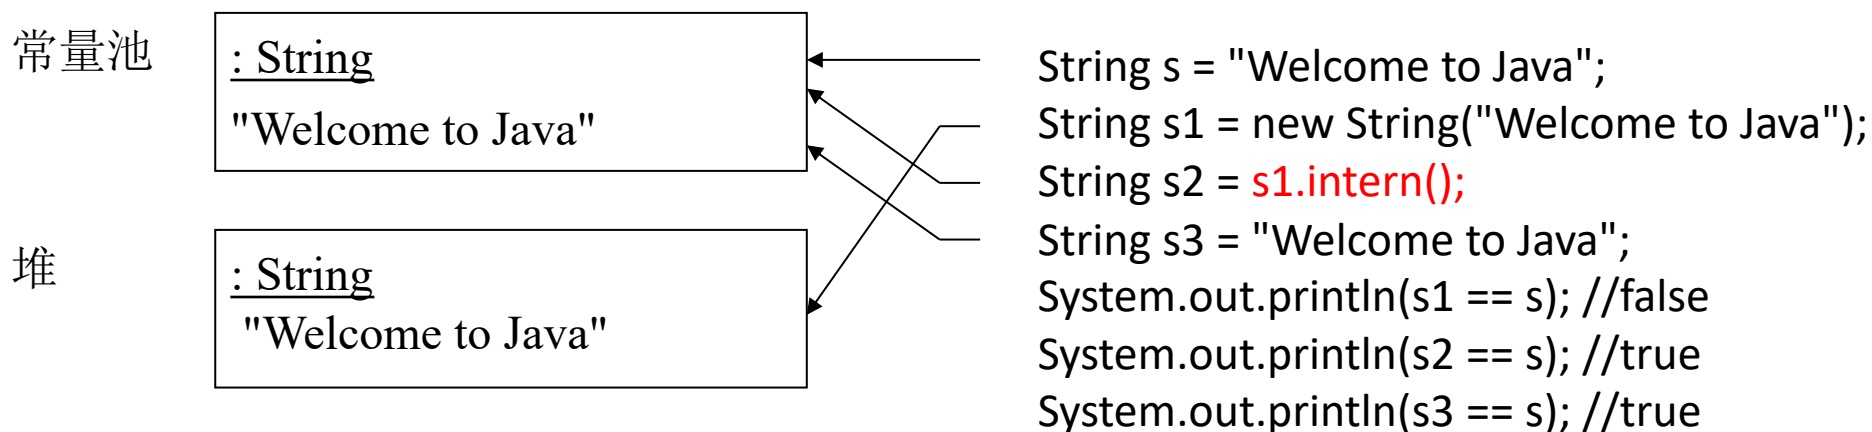 常量池
: String
"Welcome to Java"
堆
: String
"Welcome to Java"
String s = "Welcome to Java";
String s1 = new String("Welcome to Java");
String s2 = s1.intern();
String s3 = "Welcome to Java";
System.out.println(s1 == s); //false
System.out.println(s2 == s); //true
System.out.println(s3 == s); //true